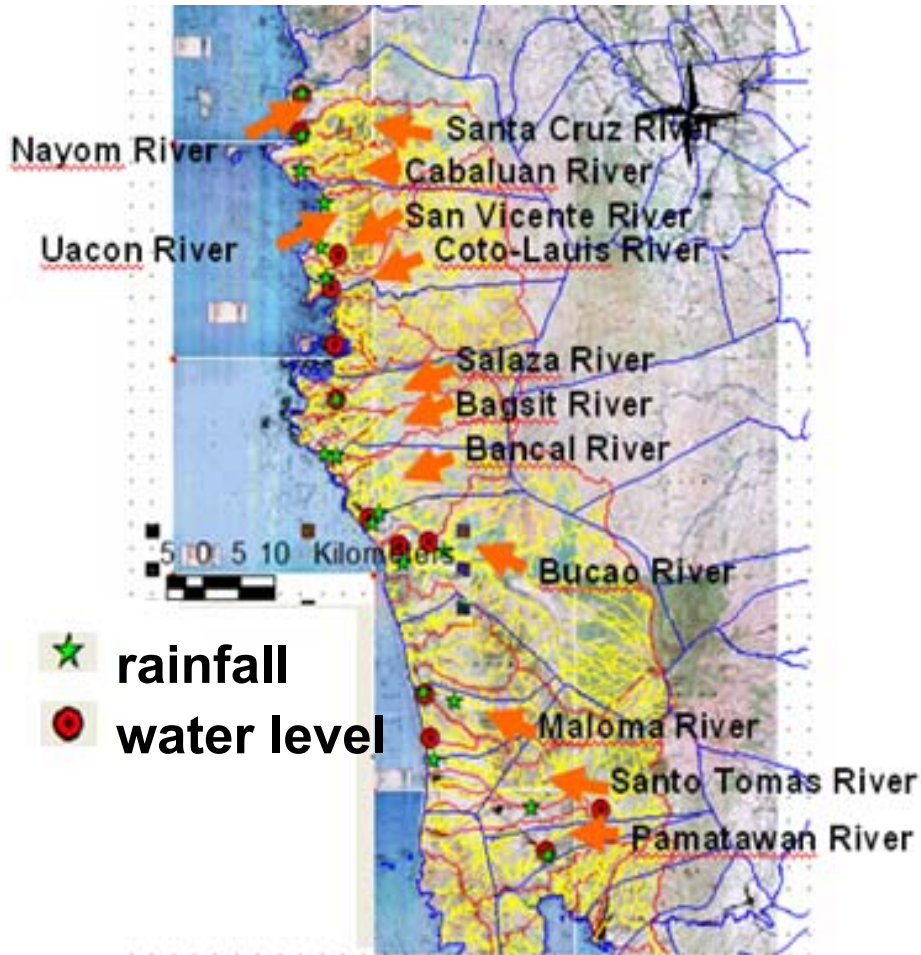 Santa Cruz River
Nayom River
Cabaluan River
San Vicente River
Uacon River
Coto-Lauis River
Salaza River
Bagsit River
Bancal River
5 0 5 10 Kilometers
Bucao River
rainfall
water level
Maloma River
Santo Tomas River
Pamatawan River